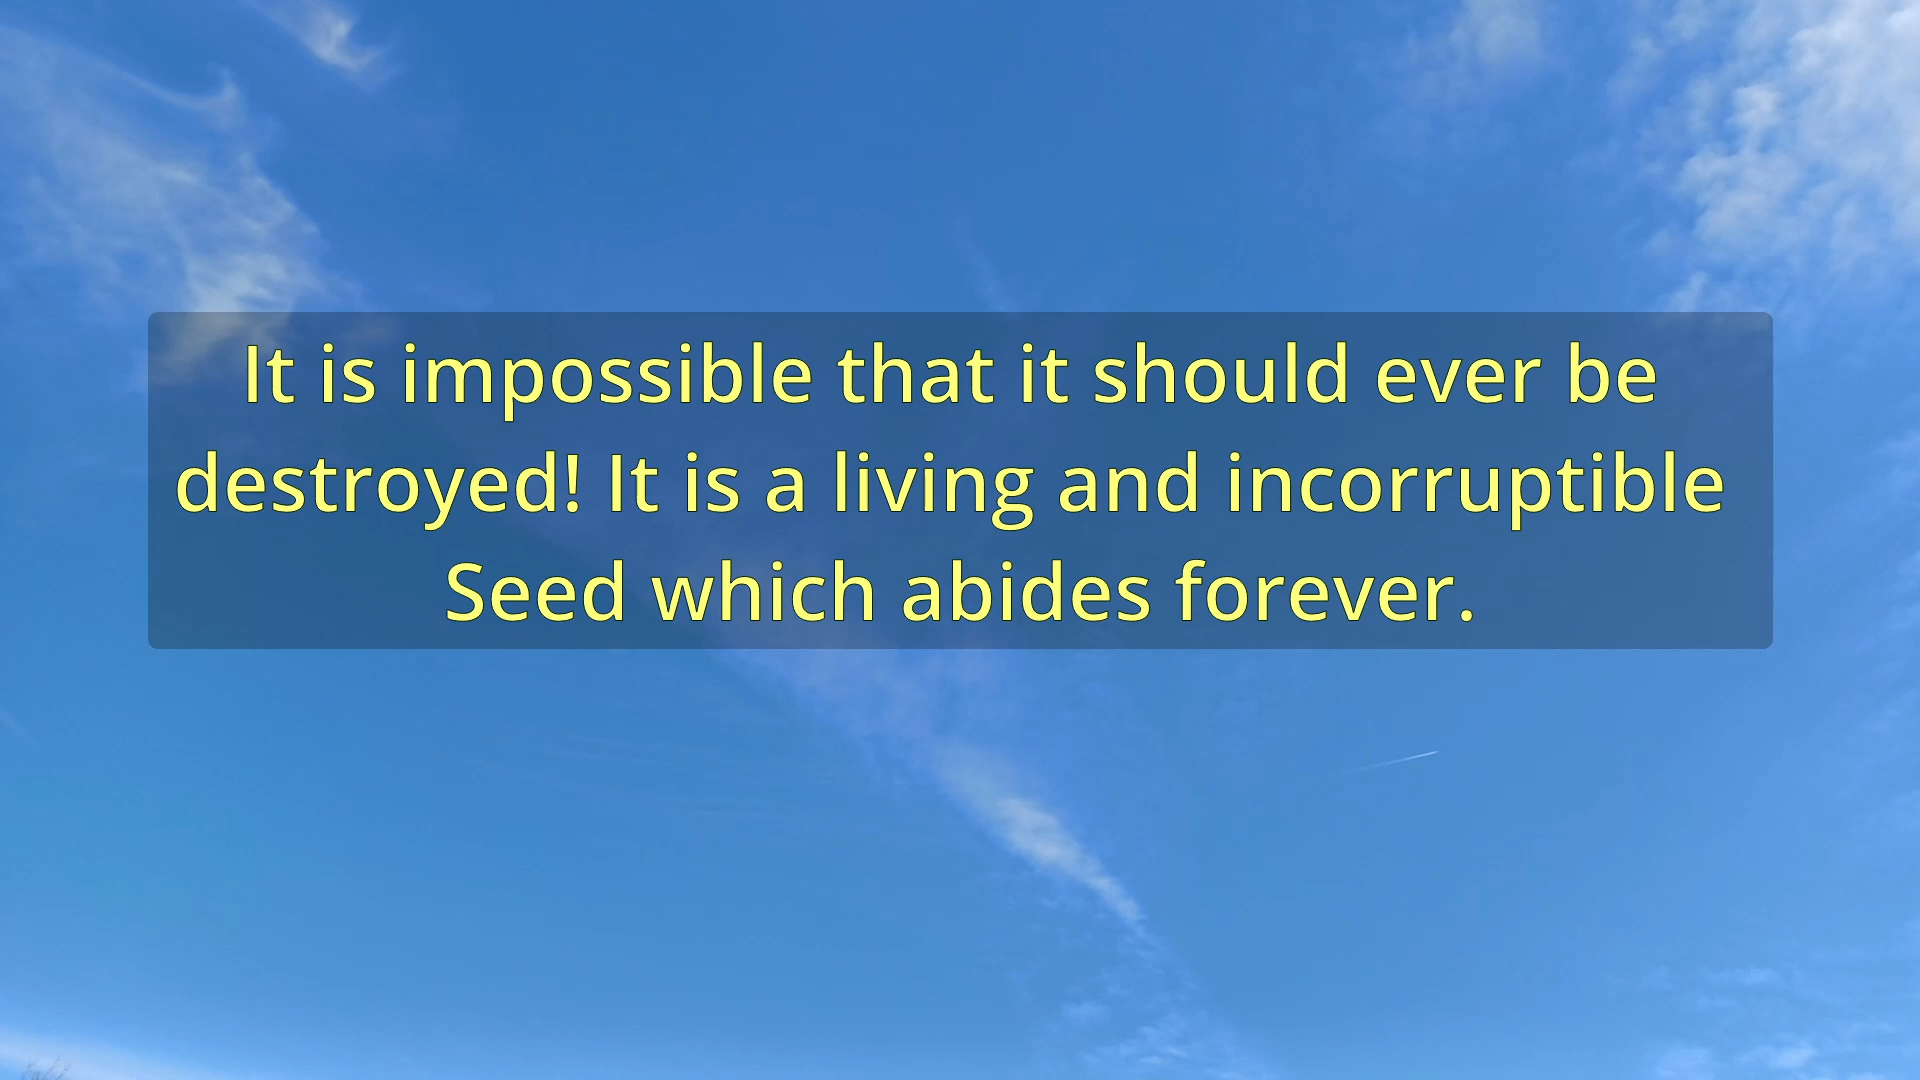 It is impossible that it should ever be
destroyed! It is a living and incorruptible
Seed which abides forever.